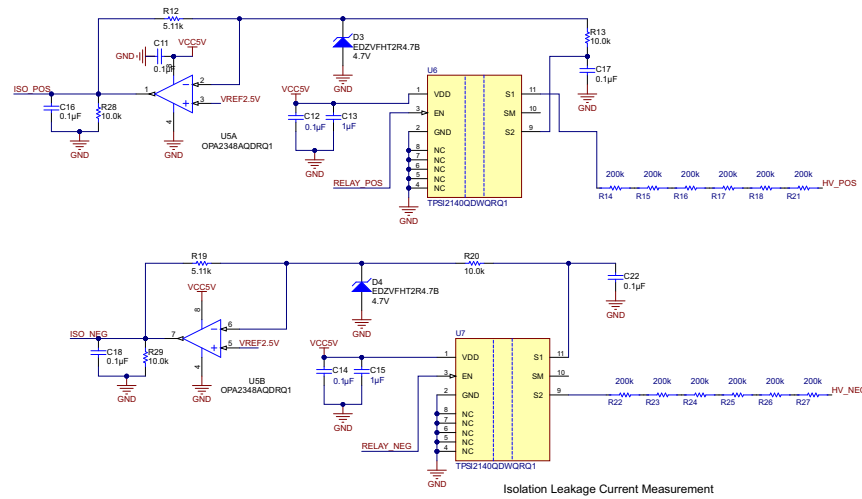 R12
5.11k
R13
10.0k
D3
EDZVFHT2R4.7B
4.7V
C11
0.1µF
GND
VCC5V
8
ISO_POS
1
2
3
VREF2.5V
4
C16
0.1µF
R28
10.0k
GND
GND
GND
U5A
OPA2348AQDRQ1
VCC5V
C12
0.1µF
C13
1µF
GND
RELAY_POS
GND
U6
1 VDD S1 11
3 EN SM 10
2 GND S2 9
8 NC
7 NC
6 NC
5 NC
4 NC
TPSI2140QDWQRQ1
C17
0.1µF
GND
200k 200k 200k 200k 200k 200k
HV_POS
R14 R15 R16 R17 R18 R21
R19
5.11k
R20
10.0k
D4
EDZVFHT2R4.7B
4.7V
GND
C22
0.1µF
GND
VCC5V
8
ISO_NEG
7
6
5
VREF2.5V
4
C18
0.1µF
R29
10.0k
GND
GND
U5B
OPA2348AQDRQ1
VCC5V
C14
0.1µF
C15
1µF
GND
RELAY_NEG
GND
U7
1 VDD S1 11
3 EN SM 10
2 GND S2 9
8 NC
7 NC
6 NC
5 NC
4 NC
TPSI2140QDWQRQ1
200k 200k 200k 200k 200k 200k
HV_NEG
R22 R23 R24 R25 R26 R27
Isolation Leakage Current Measurement